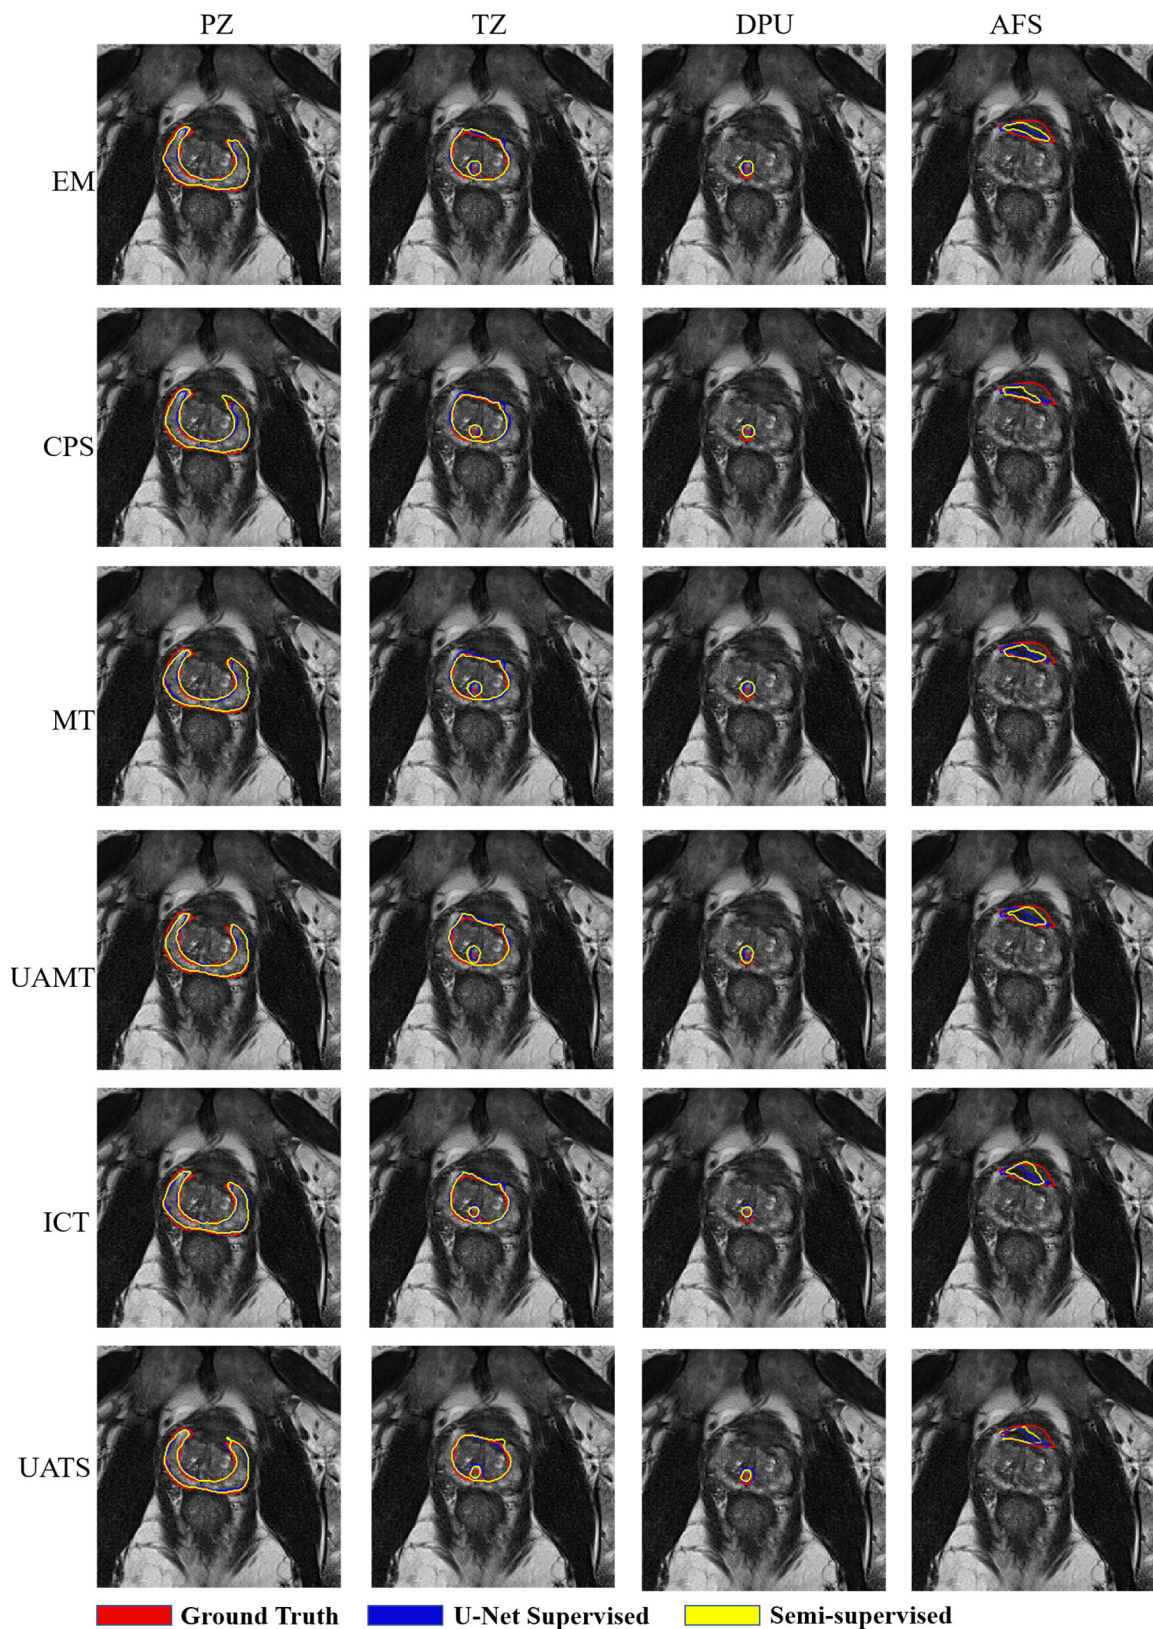 PZ TZ DPU AFS
EM
CPS
MT
UAMT
ICT
UATS
Ground Truth U-Net Supervised Semi-supervised